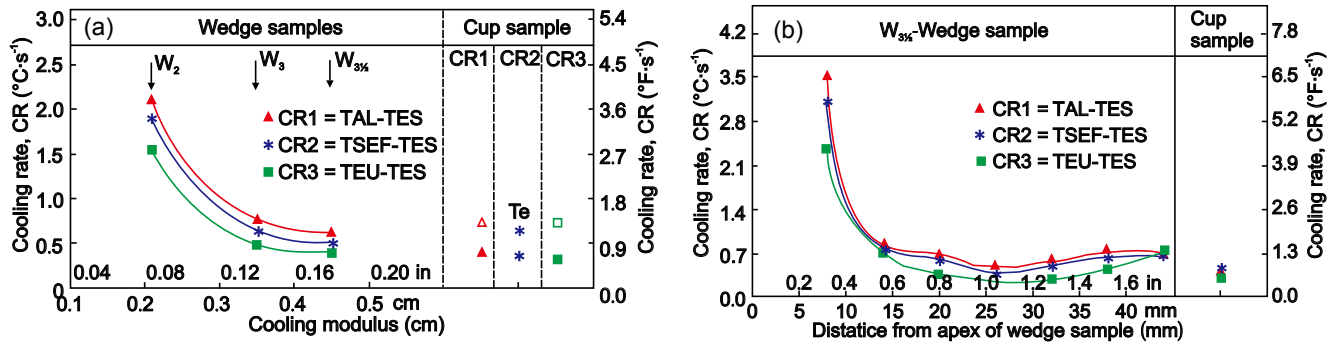 (a)
Wedge samples
Cup sample
3.0
2.5
2.0
1.5
1.0
0.5
0.0
Cooling rate, CR (°C·s⁻¹)
W₂
W₃
W₃½
CR1 = TAL-TES
CR2 = TSEF-TES
CR3 = TEU-TES
CR1
CR2
CR3
Te
0.04 0.08 0.12 0.16 0.20 in
0.1 0.2 0.3 0.4 0.5 cm
Cooling modulus (cm)
5.4
4.5
3.6
2.7
1.8
0.9
0.0
Cooling rate, CR (°F·s⁻¹)
(b)
W₃½-Wedge sample
Cup
sample
4.2
3.5
2.8
2.1
1.4
0.7
0.0
Cooling rate, CR (°C·s⁻¹)
CR1 = TAL-TES
CR2 = TSEF-TES
CR3 = TEU-TES
0.2 0.4 0.6 0.8 1.0 1.2 1.4 1.6 in
0 5 10 15 20 25 30 35 40 mm
Distatice from apex of wedge sample (mm)
7.8
6.5
5.2
4.9
2.6
1.3
0.0
Cooling rate, CR (°F·s⁻¹)